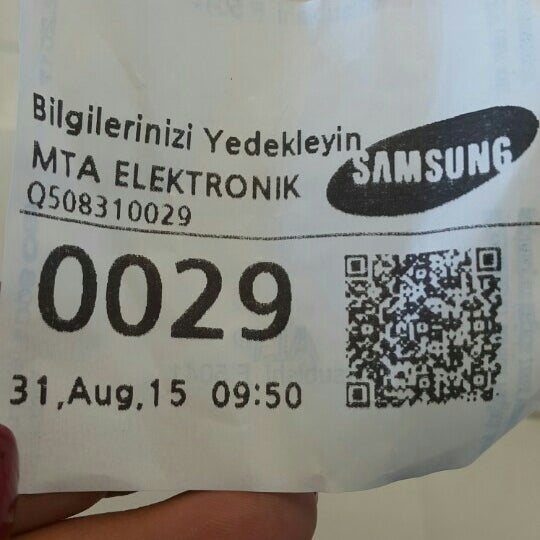 Bilgilerinizi Yedekleyin
MTA ELEKTRONIK
SAMSUNG
Q508310029
0029
31,Aug,15 09:50